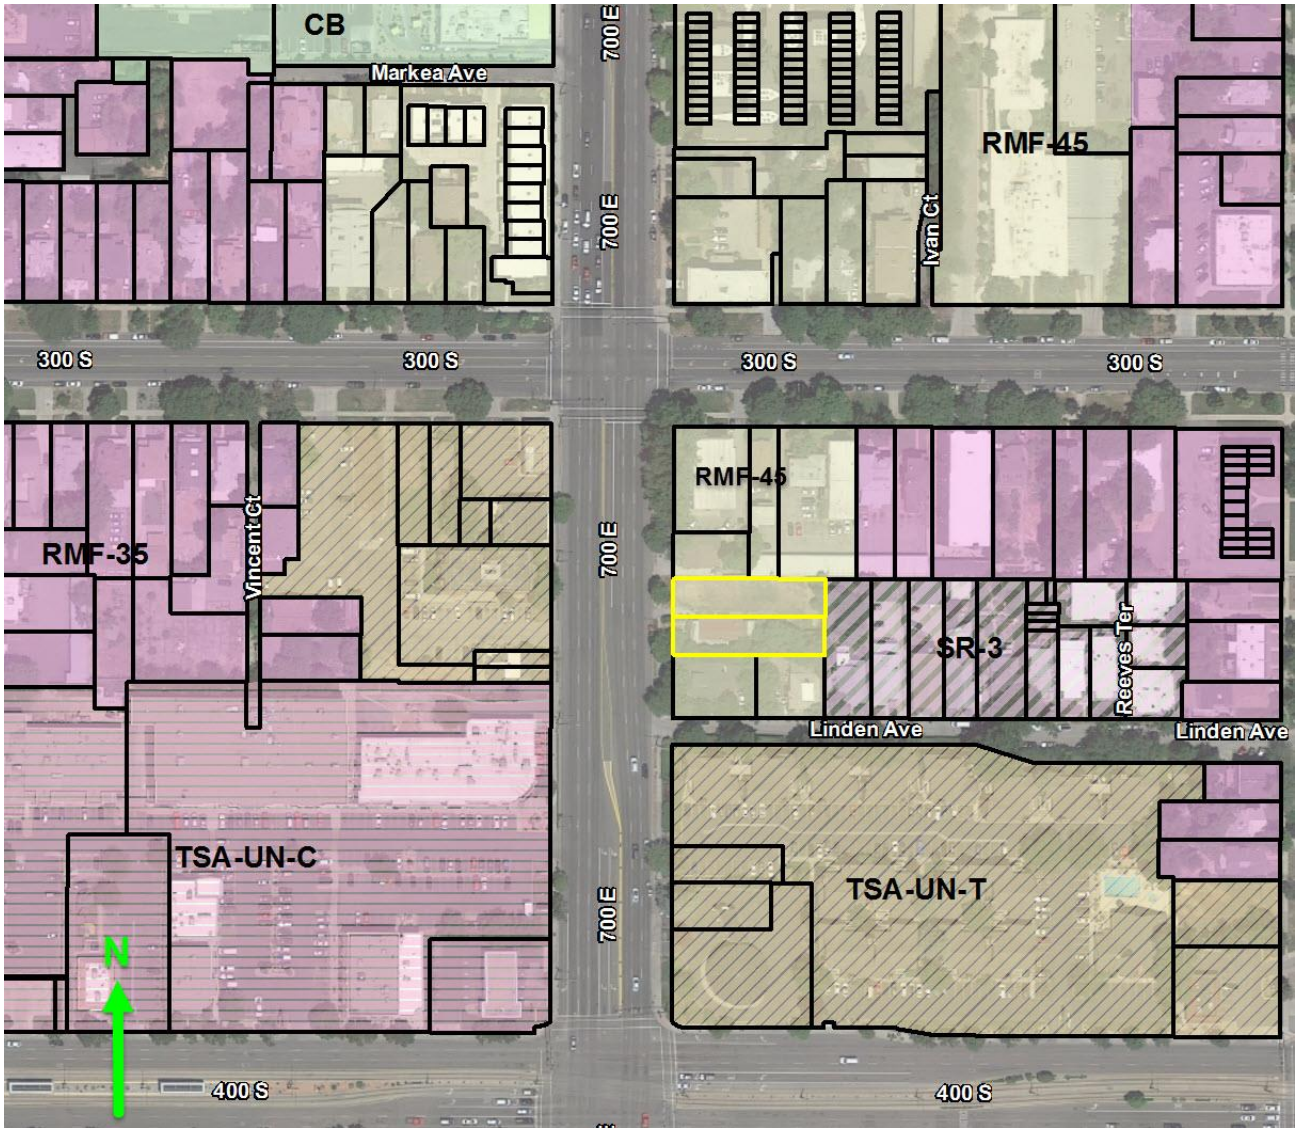 CB
700 E
Markea Ave
RMF-45
700 E
Ivan Ct
300 S
300 S
300 S
300 S
RMF-45
Vincent Ct
700 E
RMF-35
SR-3
Reeves Ter
Linden Ave
Linden Ave
TSA-UN-C
TSA-UN-T
700 E
N
400 S
400 S